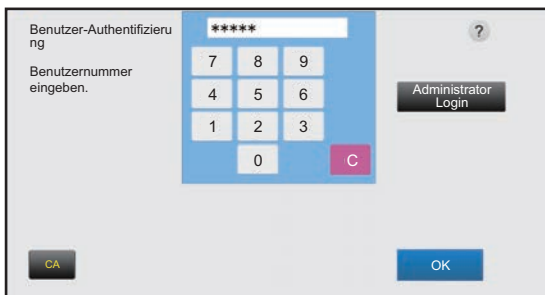 Benutzer-Authentifizieru
ng
Benutzernummer
eingeben.
*****
?
7 8 9
4 5 6
1 2 3
0 C
Administrator
Login
CA
OK